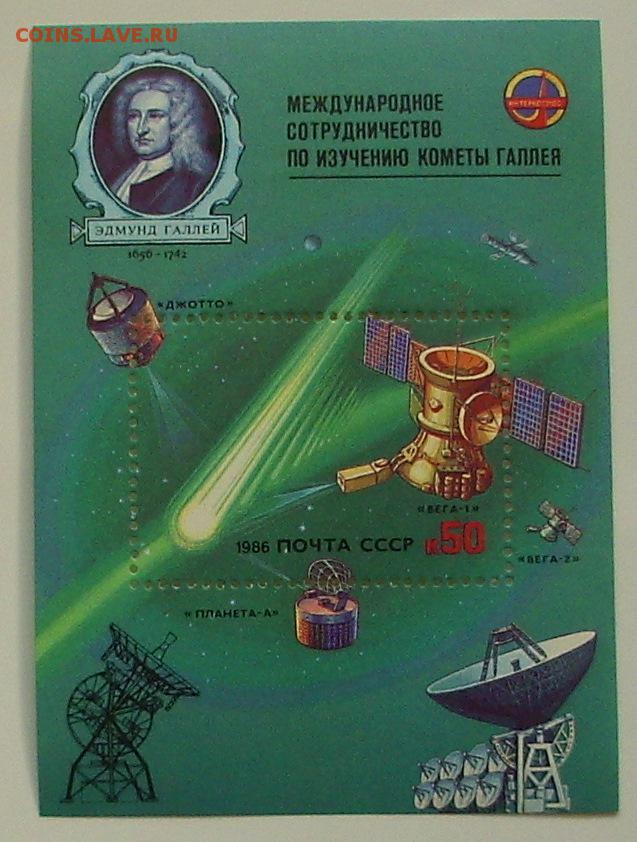 COINS.LAVE.RU
МЕЖДУНАРОДНОЕ
СОТРУДНИЧЕСТВО
ПО ИЗУЧЕНИЮ КОМЕТЫ ГАЛЛЕЯ
ИНТЕРКОСМОС
ЭДМУНД ГАЛЛЕЙ
1656 - 1742
«ДЖОТТО»
«ВЕГА-1»
1986 ПОЧТА СССР к50
«ВЕГА-2»
«ПЛАНЕТА-А»